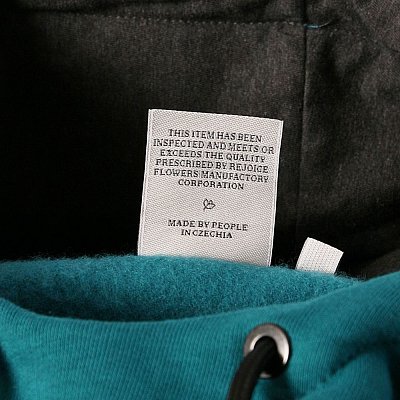 THIS ITEM HAS BEEN
INSPECTED AND MEETS OR
EXCEEDS THE QUALITY
PRESCRIBED BY REJOICE
FLOWERS MANUFACTORY
CORPORATION
MADE BY PEOPLE
IN CZECHIA